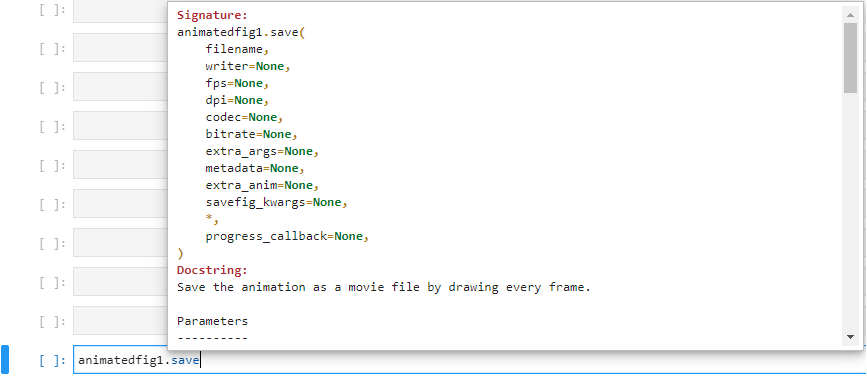 [ ]:
Signature:
animatedfig1.save(
    filename,
[ ]:
    writer=None,
    fps=None,
[ ]:
    dpi=None,
    codec=None,
[ ]:
    bitrate=None,
    extra_args=None,
[ ]:
    metadata=None,
    extra_anim=None,
[ ]:
    savefig_kwargs=None,
    *,
[ ]:
    progress_callback=None,
)
Docstring:
[ ]:
Save the animation as a movie file by drawing every frame.
[ ]:
Parameters
----------
[ ]:
animatedfig1.save